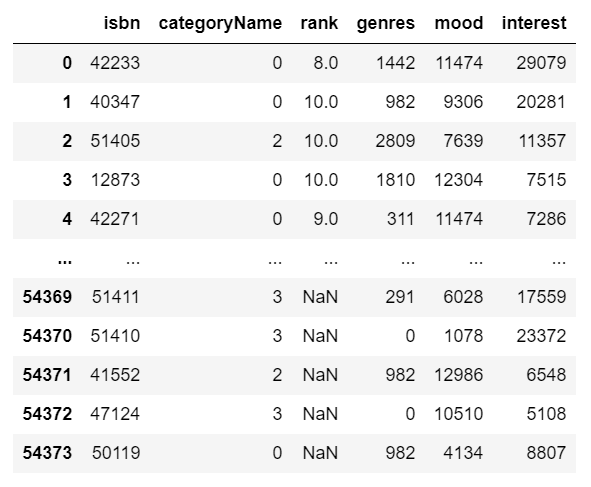 isbn categoryName rank genres mood interest
0 42233 0 8.0 1442 11474 29079
1 40347 0 10.0 982 9306 20281
2 51405 2 10.0 2809 7639 11357
3 12873 0 10.0 1810 12304 7515
4 42271 0 9.0 311 11474 7286
... ... ... ... ... ... ...
54369 51411 3 NaN 291 6028 17559
54370 51410 3 NaN 0 1078 23372
54371 41552 2 NaN 982 12986 6548
54372 47124 3 NaN 0 10510 5108
54373 50119 0 NaN 982 4134 8807